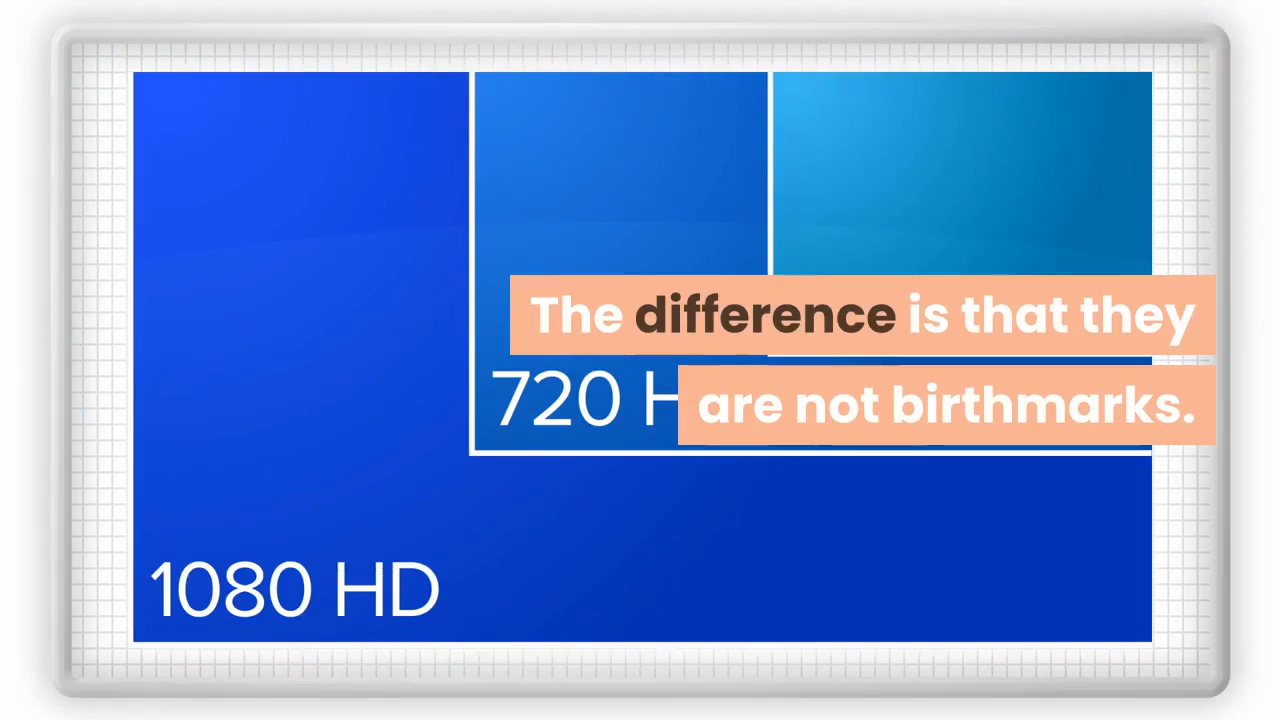 The difference is that they
are not birthmarks.
720 H
1080 HD